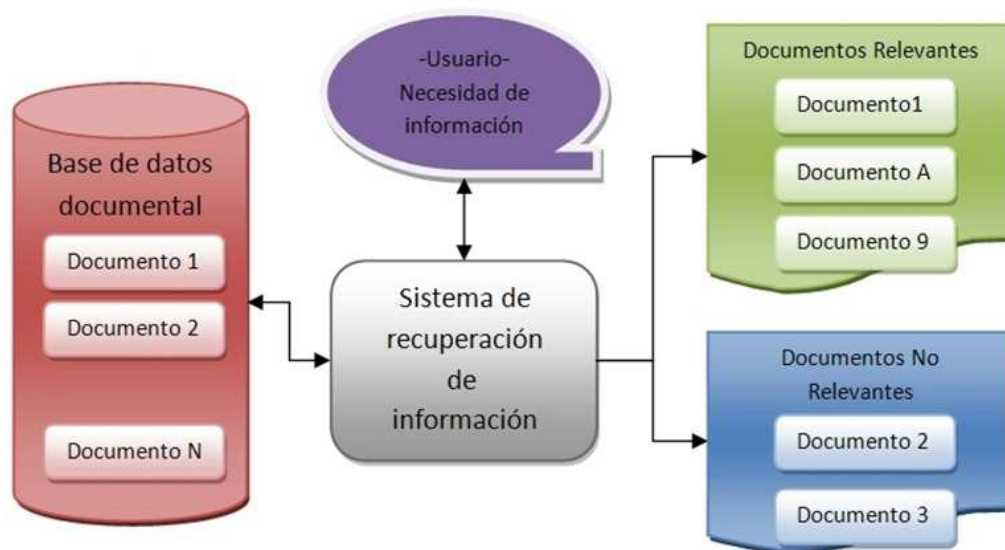 Base de datos
documental
Documento 1
Documento 2
Documento N
-Usuario-
Necesidad de
información
Sistema de
recuperación
de
información
Documentos Relevantes
Documento1
Documento A
Documento 9
Documentos No
Relevantes
Documento 2
Documento 3